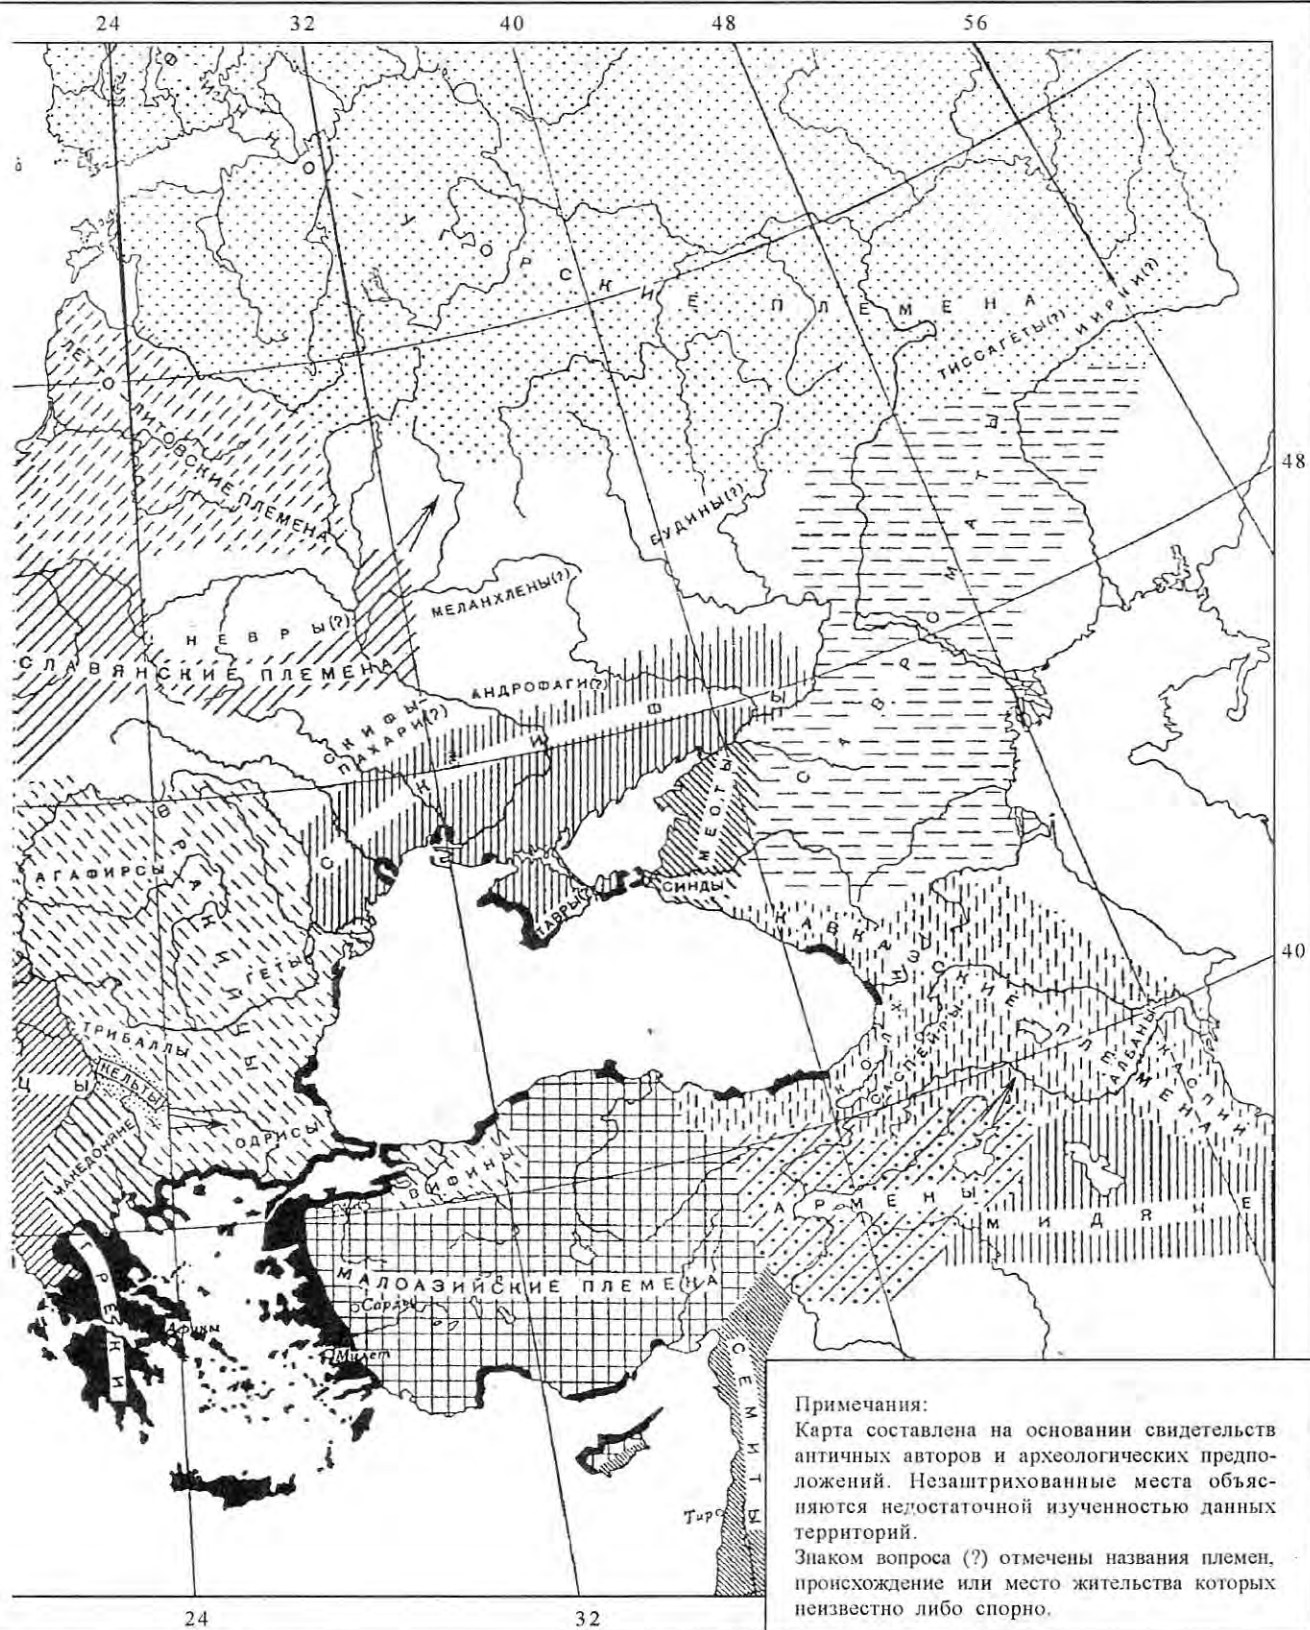 24 32 40 48 56
ФИННО-УГОРСКИЕ ПЛЕМЕНА
ТИССАГЕТЫ(?)
ИИРКИ(?)
ЛЕТТО-ЛИТОВСКИЕ ПЛЕМЕНА
48
БУДИНЫ(?)
САВРОМАТЫ
МЕЛАНХЛЕНЫ(?)
НЕВРЫ(?)
СЛАВЯНСКИЕ ПЛЕМЕНА
АНДРОФАГИ(?)
СКИФЫ-
ПАХАРИ(?)
СКИФЫ
МЕОТЫ
СИНДЫ
ТАВРЫ(?)
АГАФИРСЫ
ФРАКИЙЦЫ
ГЕТЫ
КАВКАЗСКИЕ ПЛЕМЕНА
40
КОЛХИ
САСПЕЙРЫ
АЛБАНЫ
КАСПИИ
ТРИБАЛЛЫ
КЕЛЬТЫ
ЦЫ
МАКЕДОНЯНЕ
ОДРИСЫ
ВИФИНЫ
АРМЕНЫ
МИДЯНЕ
ГРЕКИ
МАЛОАЗИЙСКИЕ ПЛЕМЕНА
Сарды
Афины
Милет
СЕМИТЫ
Тир
Примечания:
Карта составлена на основании свидетельств
античных авторов и археологических предпо-
ложений. Незаштрихованные места объяс-
няются недостаточной изученностью данных
территорий.
Знаком вопроса (?) отмечены названия племен,
происхождение или место жительства которых
неизвестно либо спорно.
24 32